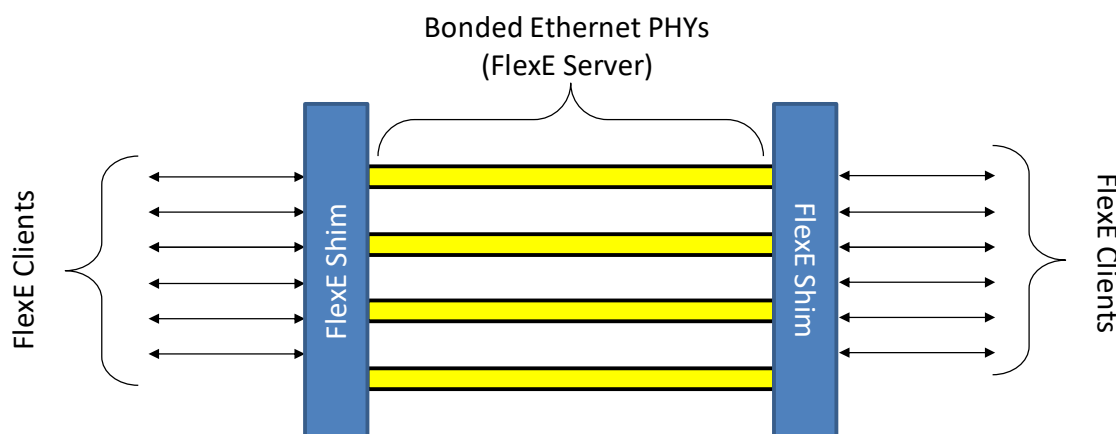 Bonded Ethernet PHYs
(FlexE Server)
FlexE Clients
FlexE Shim
FlexE Shim
FlexE Clients